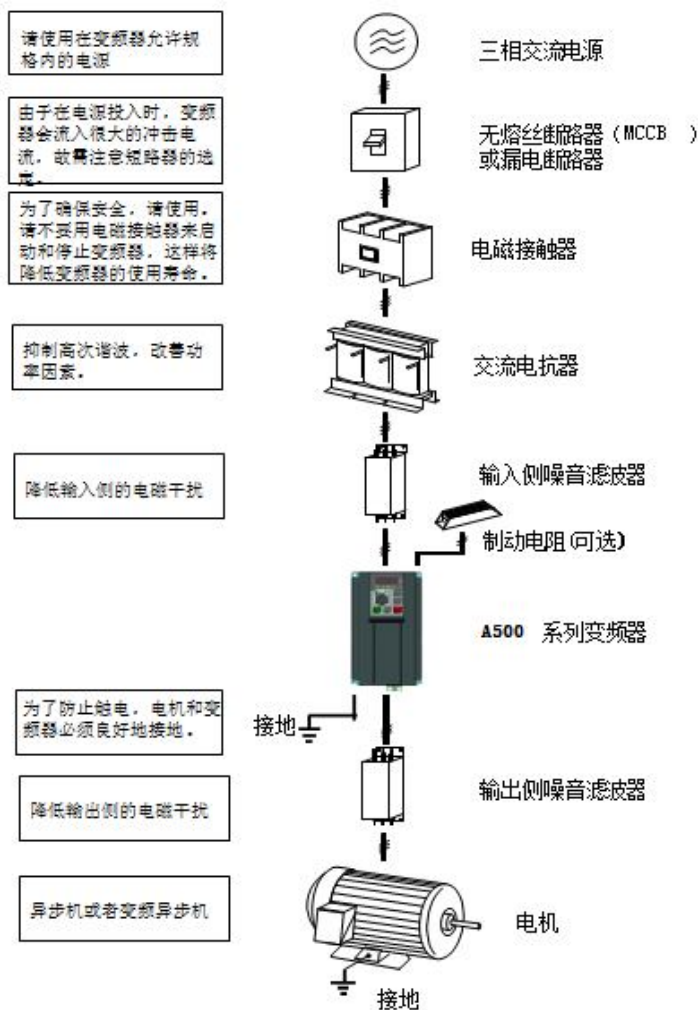 请使用在变频器允许规
格内的电源
三相交流电源
由于在电源投入时，变频
器会流入很大的冲击电
流，故需注意短路器的选
定。
无熔丝断路器（MCCB ）
或漏电断路器
为了确保安全，请使用。
请不要用电磁接触器来启
动和停止变频器，这样将
降低变频器的使用寿命。
电磁接触器
抑制高次谐波，改善功
率因素。
交流电抗器
降低输入侧的电磁干扰
输入侧噪音滤波器
制动电阻(可选)
A500 系列变频器
为了防止触电，电机和变
频器必须良好地接地。
接地
降低输出侧的电磁干扰
输出侧噪音滤波器
异步机或者变频异步机
电机
接地